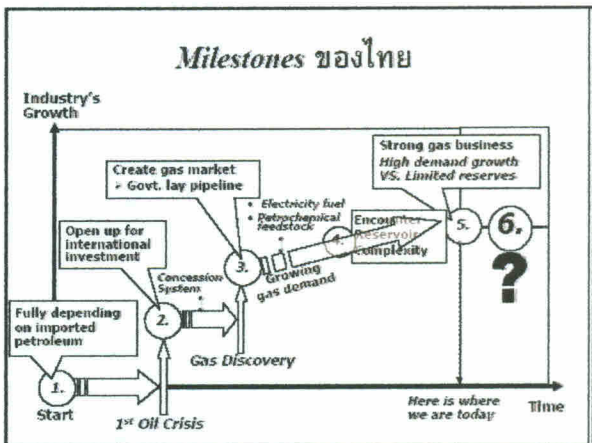 Milestones ของไทย
Industry's
Growth
Strong gas business
High demand growth
VS. Limited reserves
Create gas market
➢ Govt. lay pipeline
• Electricity fuel
• Petrochemical
feedstock
Open up for
international
investment
Encounter
Reservoir
Complexity
4.
5.
6.
?
3.
Growing
gas demand
Concession
System
2.
Fully depending
on imported
petroleum
Gas Discovery
1.
Start
1st Oil Crisis
Here is where
we are today
Time